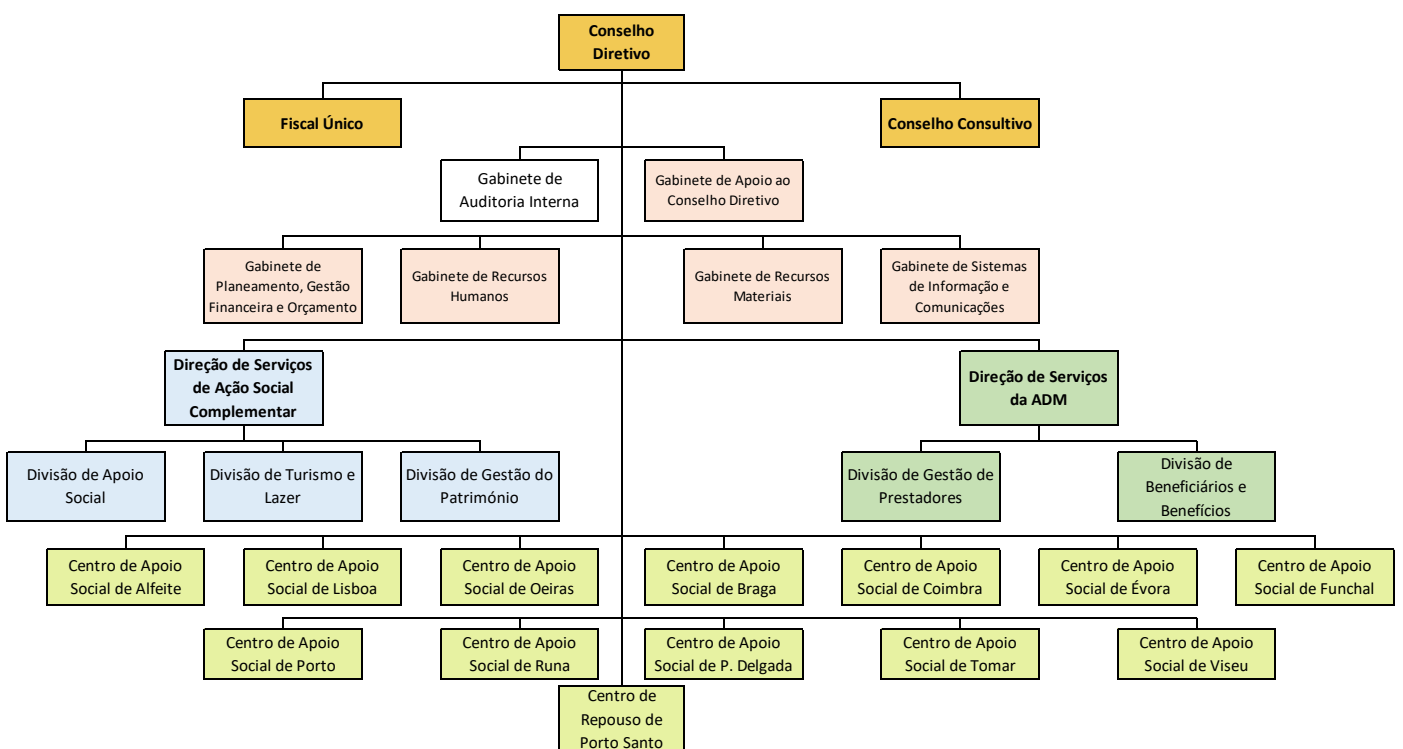 Conselho
Diretivo
Fiscal Único
Conselho Consultivo
Gabinete de
Auditoria Interna
Gabinete de Apoio ao
Conselho Diretivo
Gabinete de
Planeamento, Gestão
Financeira e Orçamento
Gabinete de Recursos
Humanos
Gabinete de Recursos
Materiais
Gabinete de Sistemas
de Informação e
Comunicações
Direção de Serviços
de Ação Social
Complementar
Direção de Serviços
da ADM
Divisão de Apoio
Social
Divisão de Turismo e
Lazer
Divisão de Gestão do
Património
Divisão de Gestão de
Prestadores
Divisão de
Beneficiários e
Benefícios
Centro de Apoio
Social de Alfeite
Centro de Apoio
Social de Lisboa
Centro de Apoio
Social de Oeiras
Centro de Apoio
Social de Braga
Centro de Apoio
Social de Coimbra
Centro de Apoio
Social de Évora
Centro de Apoio
Social de Funchal
Centro de Apoio
Social de Porto
Centro de Apoio
Social de Runa
Centro de Apoio
Social de P. Delgada
Centro de Apoio
Social de Tomar
Centro de Apoio
Social de Viseu
Centro de
Repouso de
Porto Santo